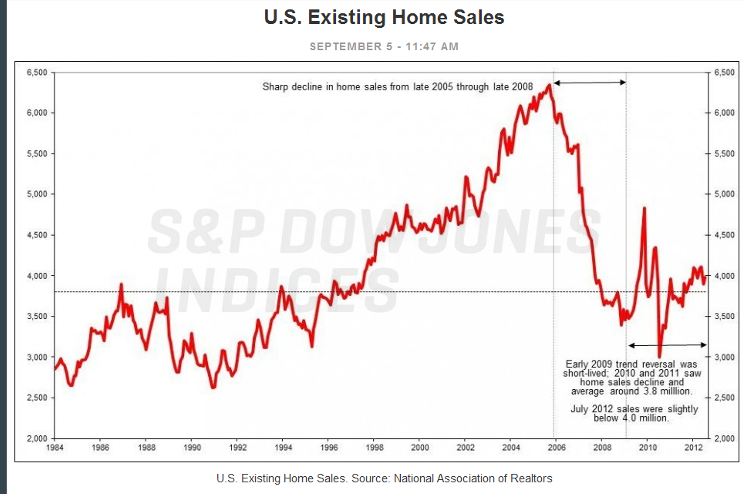 U.S. Existing Home Sales
SEPTEMBER 5 - 11:47 AM
6,500
6,000
5,500
5,000
4,500
4,000
3,500
3,000
2,500
2,000
6,500
6,000
5,500
5,000
4,500
4,000
3,500
3,000
2,500
2,000
Sharp decline in home sales from late 2005 through late 2008
S&P DOW JONES
INDICES
Early 2009 trend reversal was
short-lived; 2010 and 2011 saw
home sales decline and
average around 3.8 milllion.
July 2012 sales were slightly
below 4.0 million.
1984 1986 1988 1990 1992 1994 1996 1998 2000 2002 2004 2006 2008 2010 2012
U.S. Existing Home Sales. Source: National Association of Realtors